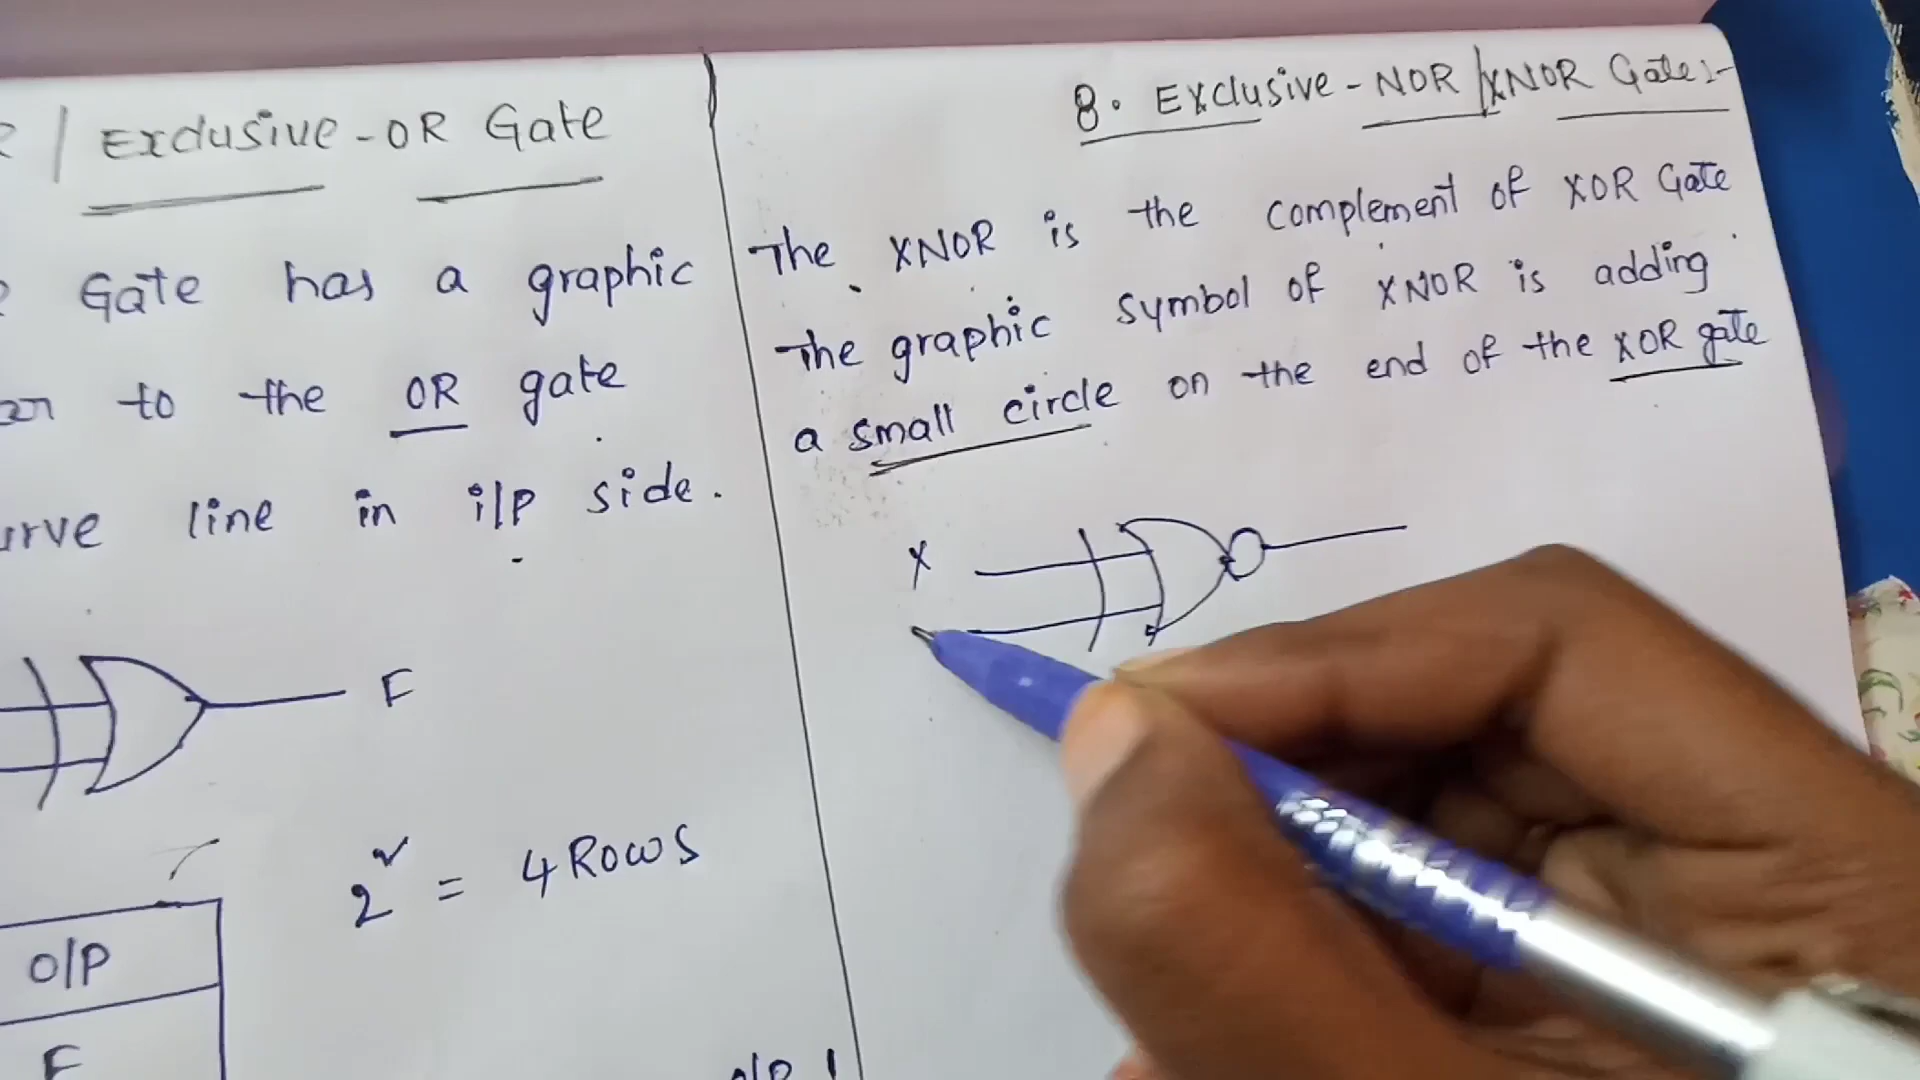 | Exclusive-OR Gate
Gate has a graphic
to the OR gate
line in i/p side.
F
2² = 4 Rows
O/P
F
8. Exclusive-NOR/XNOR Gate:-
The XNOR is the complement of XOR Gate
The graphic symbol of XNOR is adding
a small circle on the end of the XOR gate
X